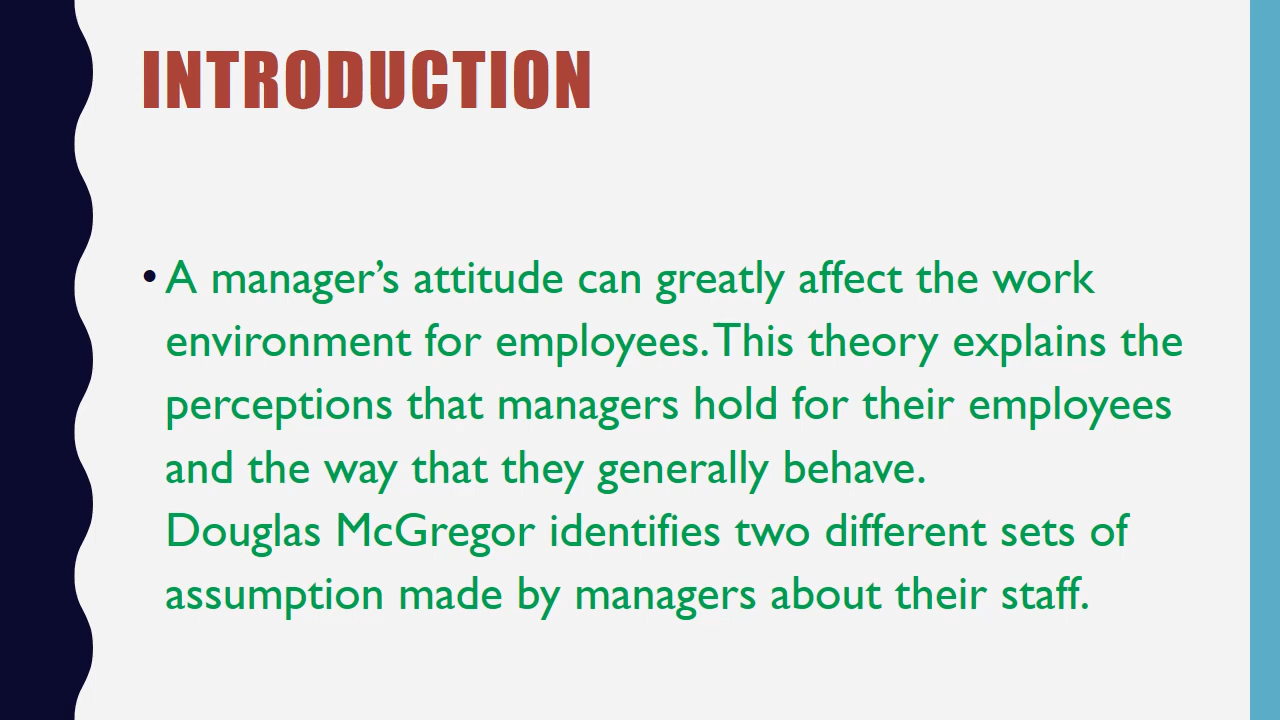 INTRODUCTION
• A manager’s attitude can greatly affect the work
environment for employees. This theory explains the
perceptions that managers hold for their employees
and the way that they generally behave.
Douglas McGregor identifies two different sets of
assumption made by managers about their staff.